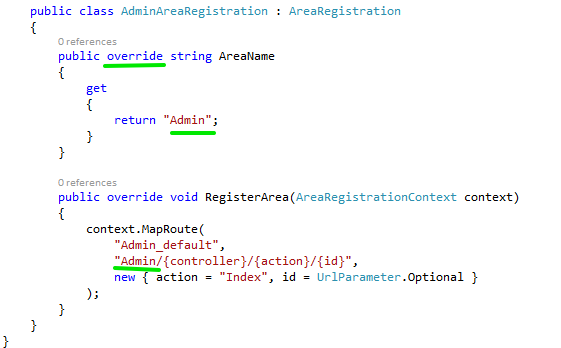 public class AdminAreaRegistration : AreaRegistration
{
0 references
public override string AreaName
{
get
{
return "Admin";
}
}
0 references
public override void RegisterArea(AreaRegistrationContext context)
{
context.MapRoute(
"Admin_default",
"Admin/{controller}/{action}/{id}",
new { action = "Index", id = UrlParameter.Optional }
);
}
}
}